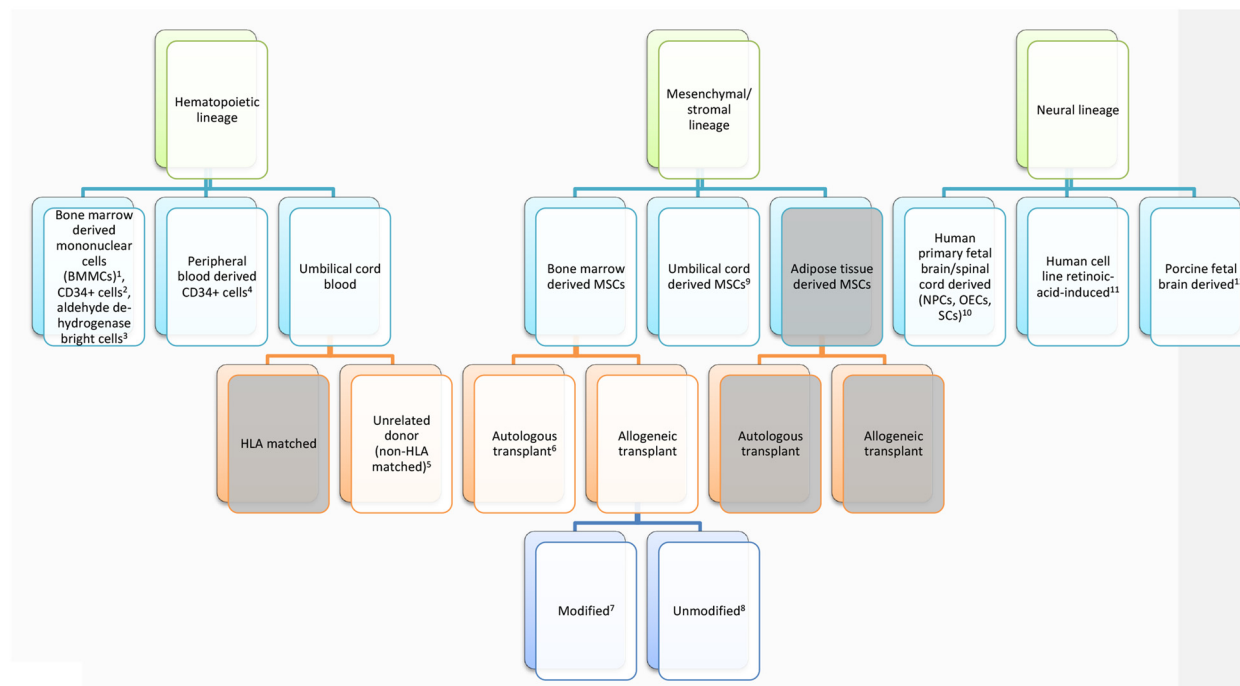 Hematopoietic
lineage
Mesenchymal/
stromal
lineage
Neural lineage
Bone marrow
derived
mononuclear
cells
(BMMCs)¹,
CD34+ cells²,
aldehyde de-
hydrogenase
bright cells³
Peripheral
blood derived
CD34+ cells⁴
Umbilical cord
blood
Bone marrow
derived MSCs
Umbilical cord
derived MSCs⁹
Adipose tissue
derived MSCs
Human
primary fetal
brain/spinal
cord derived
(NPCs, OECs,
SCs)¹⁰
Human cell
line retinoic-
acid-induced¹¹
Porcine fetal
brain derived
HLA matched
Unrelated
donor
(non-HLA
matched)⁵
Autologous
transplant⁶
Allogeneic
transplant
Autologous
transplant
Allogeneic
transplant
Modified⁷
Unmodified⁸